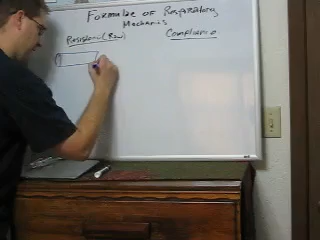 Formulae of Respiratory
Mechanics
Resistance (Raw)
Compliance